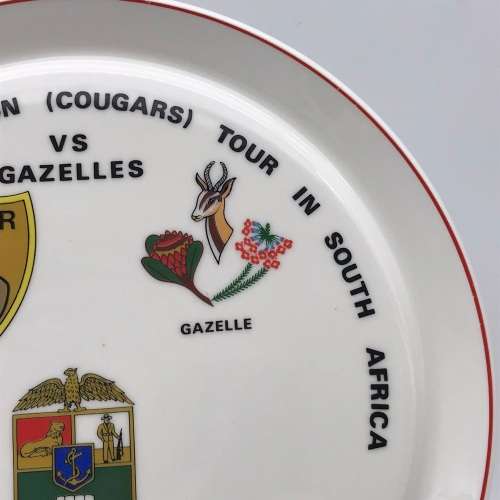 (COUGARS) TOUR IN SOUTH AFRICA
VS
GAZELLES
GAZELLE